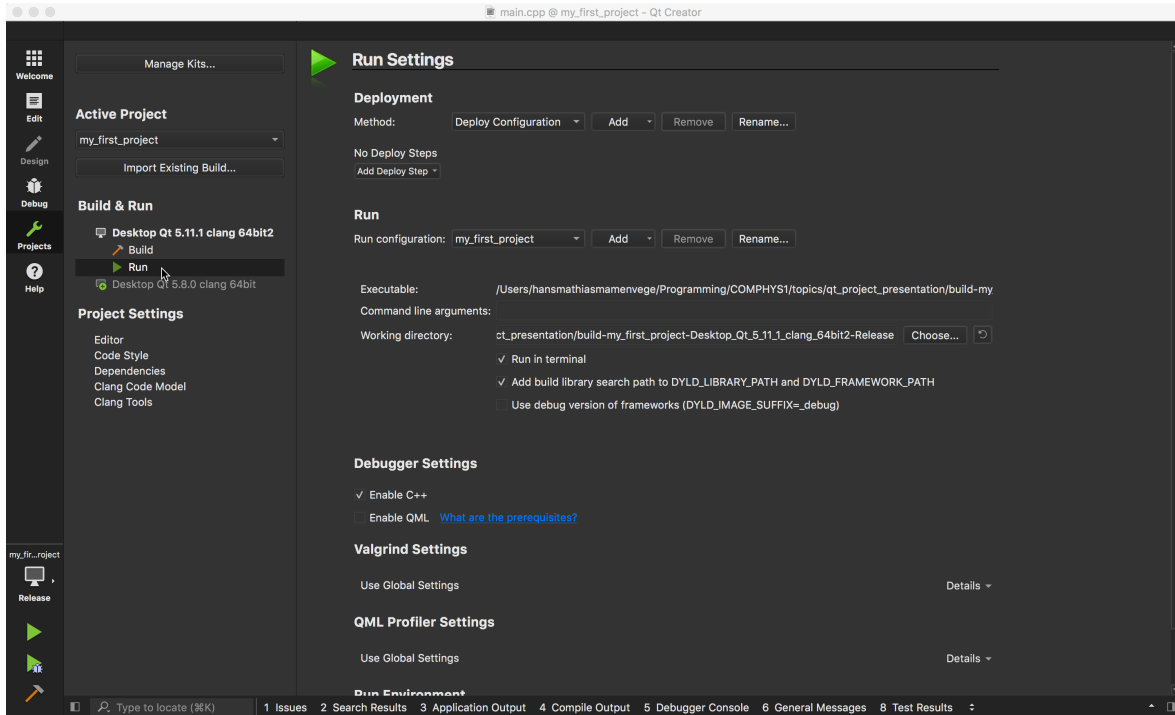 main.cpp @ my_first_project - Qt Creator
Welcome
Edit
Design
Debug
Projects
Help
my_fir...roject
Release
Manage Kits...
Active Project
my_first_project
Import Existing Build...
Build & Run
Desktop Qt 5.11.1 clang 64bit2
Build
Run
Desktop Qt 5.8.0 clang 64bit
Project Settings
Editor
Code Style
Dependencies
Clang Code Model
Clang Tools
Run Settings
Deployment
Method: Deploy Configuration Add Remove Rename...
No Deploy Steps
Add Deploy Step
Run
Run configuration: my_first_project Add Remove Rename...
Executable: /Users/hansmathiasmamenvege/Programming/COMPHYS1/topics/qt_project_presentation/build-my
Command line arguments:
Working directory: ct_presentation/build-my_first_project-Desktop_Qt_5_11_1_clang_64bit2-Release Choose...
Run in terminal
Add build library search path to DYLD_LIBRARY_PATH and DYLD_FRAMEWORK_PATH
Use debug version of frameworks (DYLD_IMAGE_SUFFIX=_debug)
Debugger Settings
Enable C++
Enable QML What are the prerequisites?
Valgrind Settings
Use Global Settings Details
QML Profiler Settings
Use Global Settings Details
Run Environment
Type to locate (⌘K) 1 Issues 2 Search Results 3 Application Output 4 Compile Output 5 Debugger Console 6 General Messages 8 Test Results